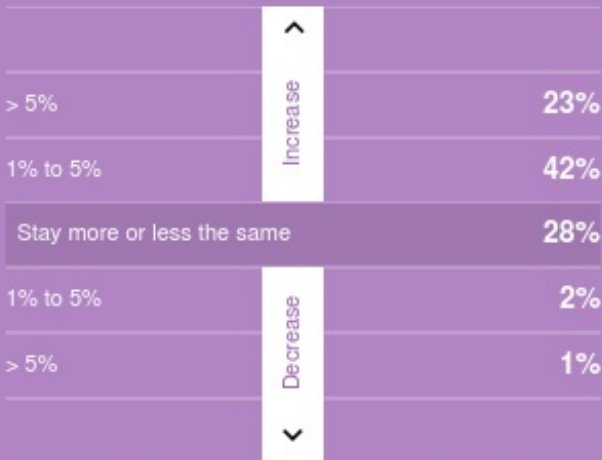 Increase
> 5% 23%
1% to 5% 42%
Stay more or less the same 28%
Decrease
1% to 5% 2%
> 5% 1%